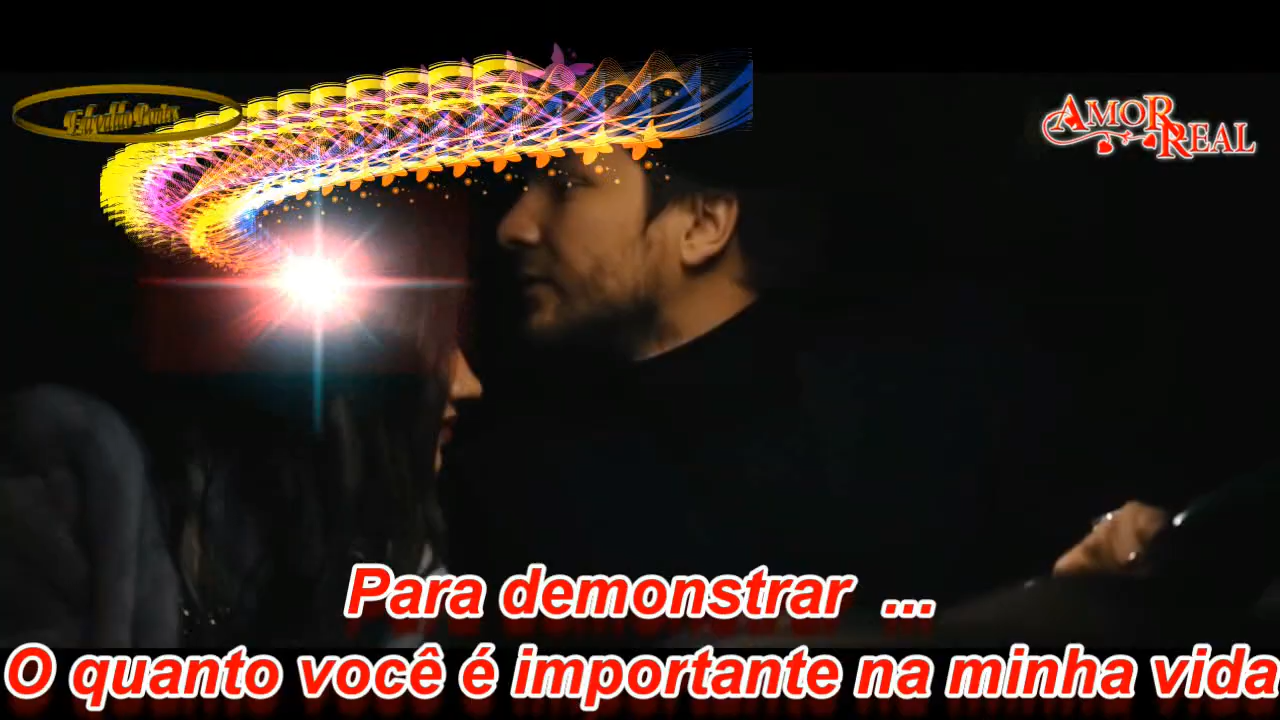 AMOR
REAL
Para demonstrar ...
O quanto você é importante na minha vida